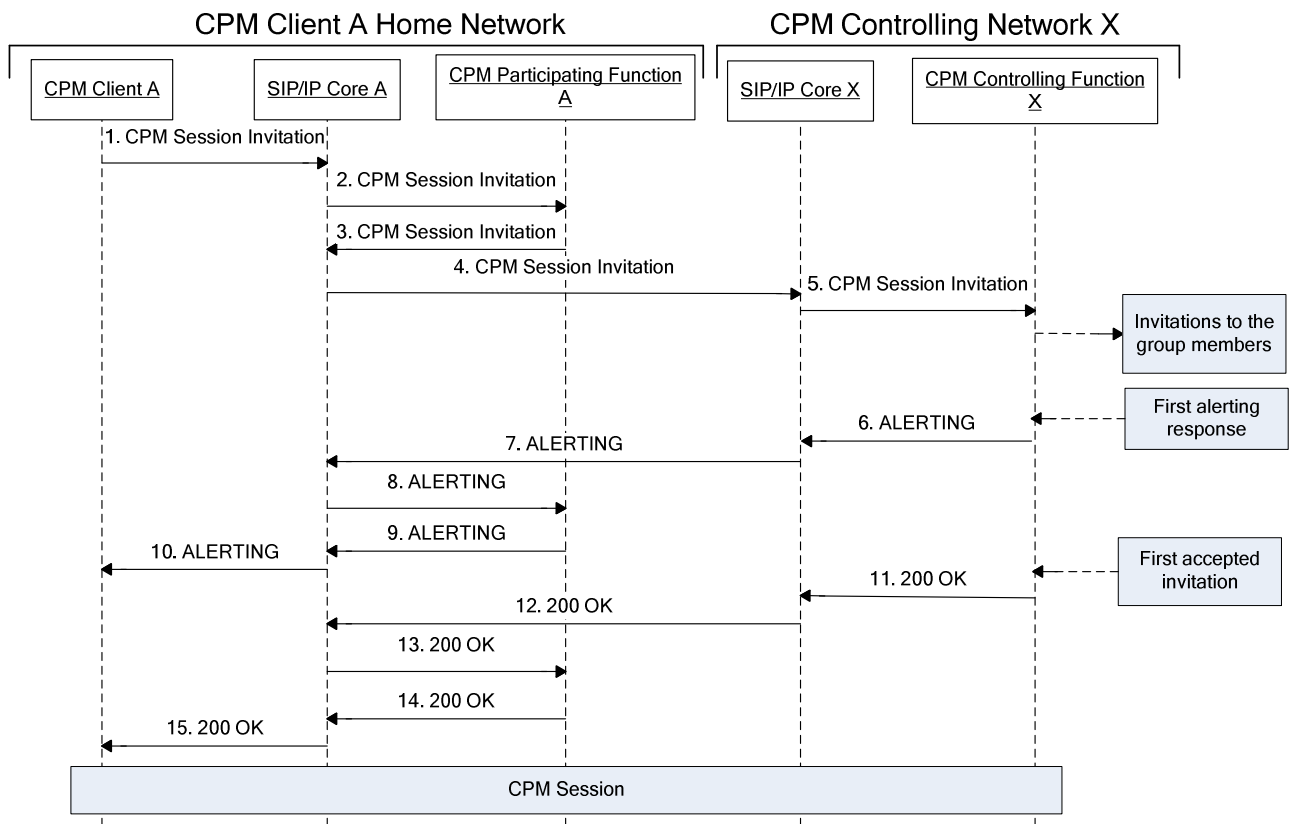 CPM Client A Home Network
CPM Controlling Network X
CPM Client A
SIP/IP Core A
CPM Participating Function
A
SIP/IP Core X
CPM Controlling Function
X
1. CPM Session Invitation
2. CPM Session Invitation
3. CPM Session Invitation
4. CPM Session Invitation
5. CPM Session Invitation
Invitations to the
group members
First alerting
response
6. ALERTING
7. ALERTING
8. ALERTING
9. ALERTING
10. ALERTING
First accepted
invitation
11. 200 OK
12. 200 OK
13. 200 OK
14. 200 OK
15. 200 OK
CPM Session